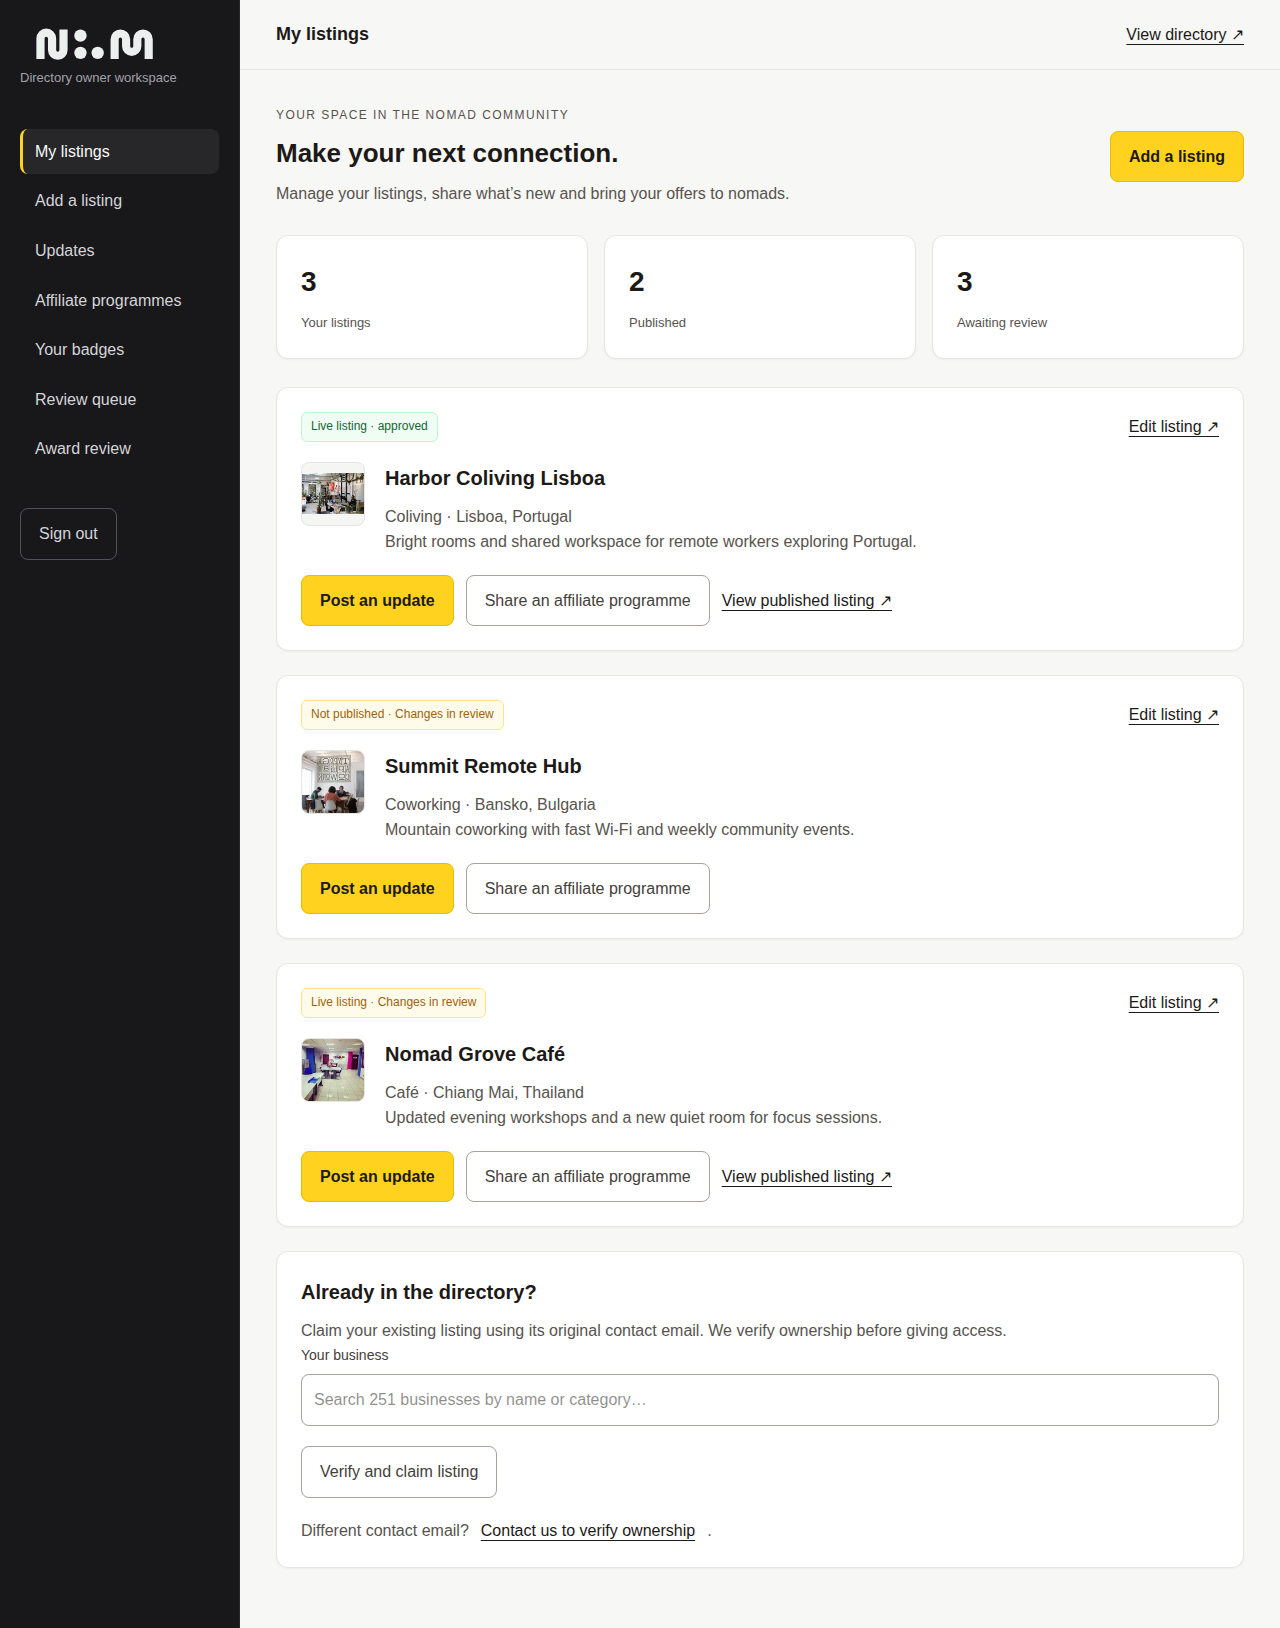 Directory owner workspace
My listings
Add a listing
Updates
Affiliate programmes
Your badges
Review queue
Award review
Sign out
My listings
View directory ↗
YOUR SPACE IN THE NOMAD COMMUNITY
Make your next connection.
Manage your listings, share what’s new and bring your offers to nomads.
Add a listing
3
Your listings
2
Published
3
Awaiting review
Live listing · approved
Edit listing ↗
Harbor Coliving Lisboa
Coliving · Lisboa, Portugal
Bright rooms and shared workspace for remote workers exploring Portugal.
Post an update
Share an affiliate programme
View published listing ↗
Not published · Changes in review
Edit listing ↗
Summit Remote Hub
Coworking · Bansko, Bulgaria
Mountain coworking with fast Wi-Fi and weekly community events.
Post an update
Share an affiliate programme
Live listing · Changes in review
Edit listing ↗
Nomad Grove Café
Café · Chiang Mai, Thailand
Updated evening workshops and a new quiet room for focus sessions.
Post an update
Share an affiliate programme
View published listing ↗
Already in the directory?
Claim your existing listing using its original contact email. We verify ownership before giving access.
Your business
Search 251 businesses by name or category…
Verify and claim listing
Different contact email? Contact us to verify ownership .